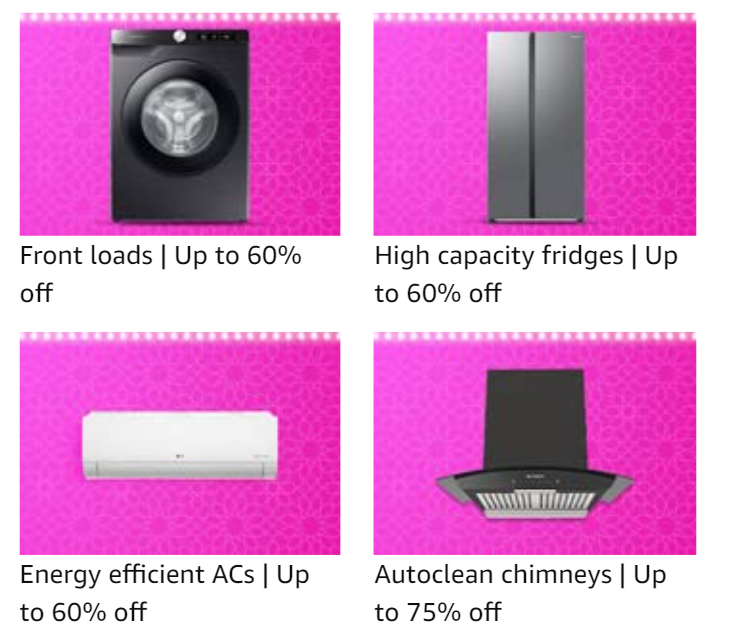 Front loads | Up to 60%
off
High capacity fridges | Up
to 60% off
Energy efficient ACs | Up
to 60% off
Autoclean chimneys | Up
to 75% off